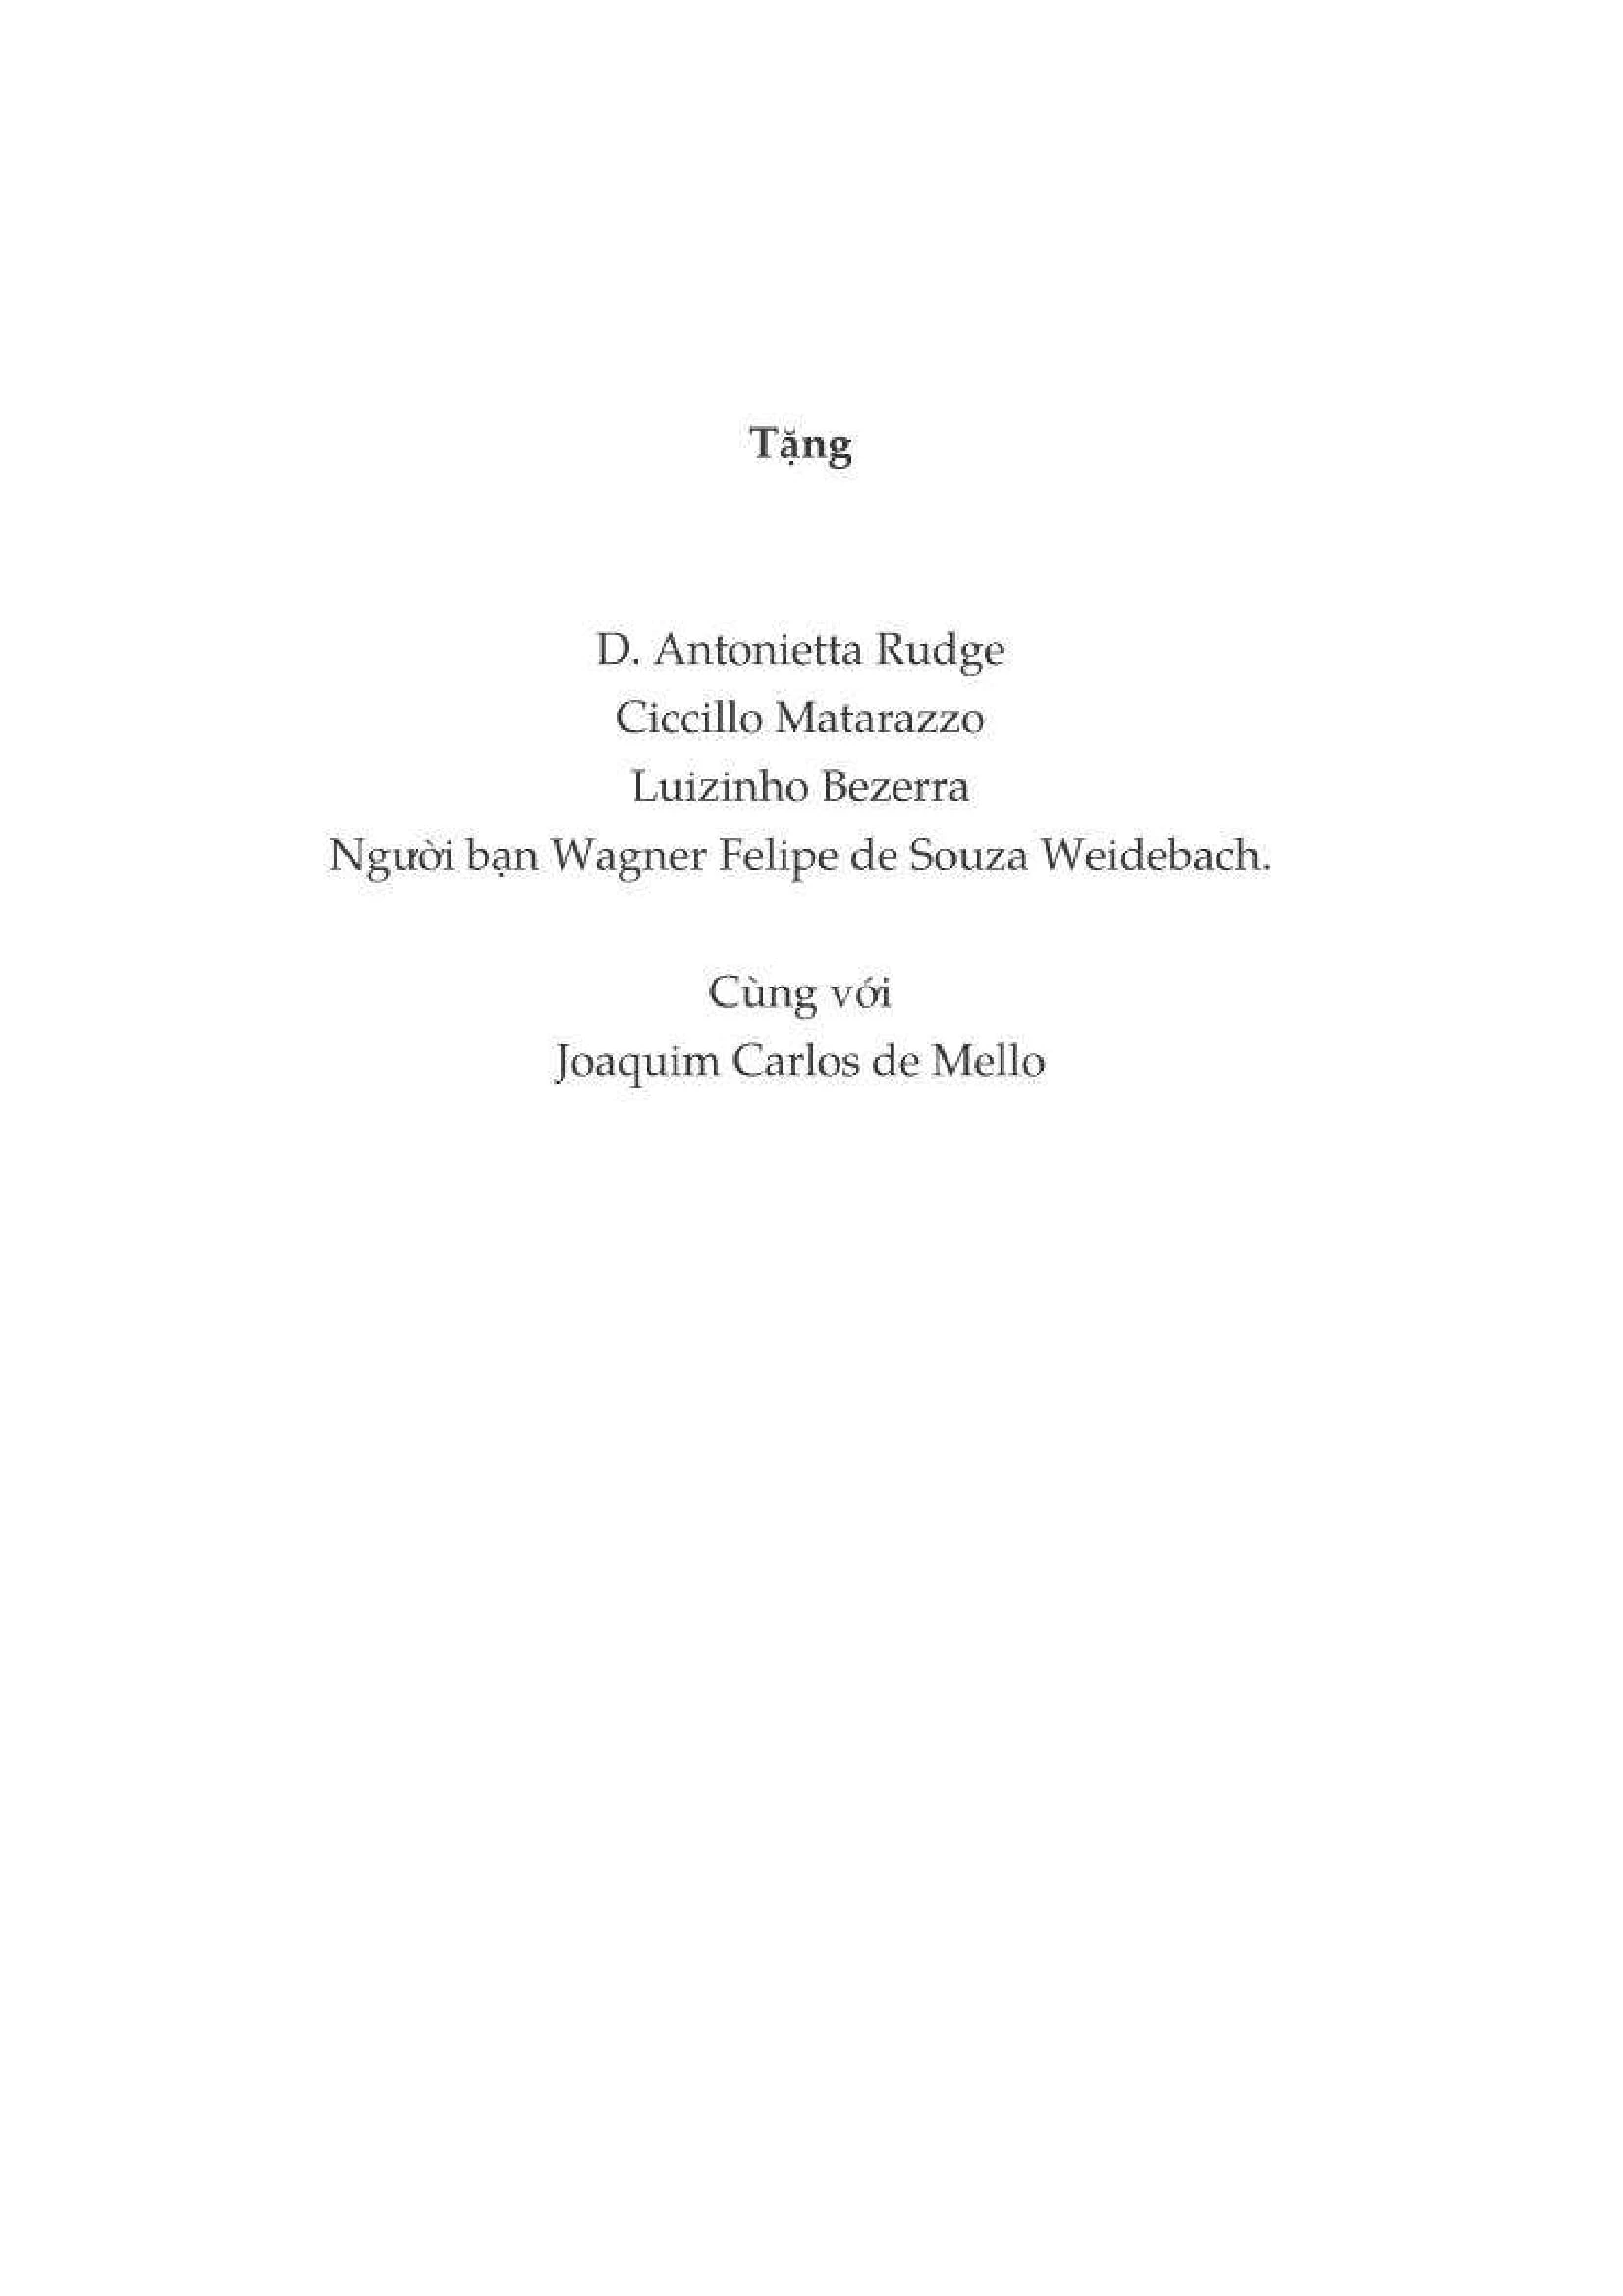 Tặng
D. Antonietta Rudge
Ciccillo Matarazzo
Luizinho Bezerra
Người bạn Wagner Felipe de Souza Weidebach.
Cùng với
Joaquim Carlos de Mello